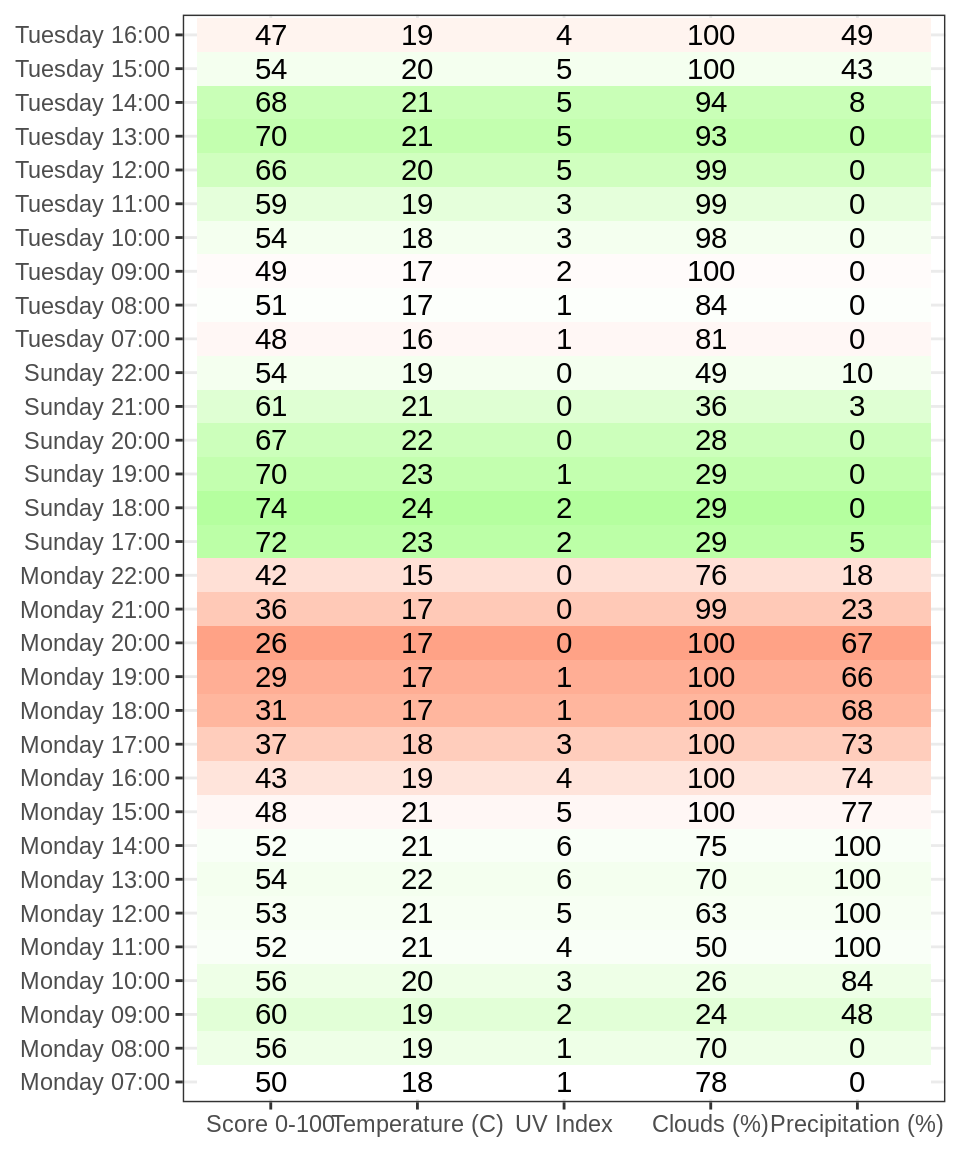 Tuesday 16:00 47 19 4 100 49
Tuesday 15:00 54 20 5 100 43
Tuesday 14:00 68 21 5 94 8
Tuesday 13:00 70 21 5 93 0
Tuesday 12:00 66 20 5 99 0
Tuesday 11:00 59 19 3 99 0
Tuesday 10:00 54 18 3 98 0
Tuesday 09:00 49 17 2 100 0
Tuesday 08:00 51 17 1 84 0
Tuesday 07:00 48 16 1 81 0
Sunday 22:00 54 19 0 49 10
Sunday 21:00 61 21 0 36 3
Sunday 20:00 67 22 0 28 0
Sunday 19:00 70 23 1 29 0
Sunday 18:00 74 24 2 29 0
Sunday 17:00 72 23 2 29 5
Monday 22:00 42 15 0 76 18
Monday 21:00 36 17 0 99 23
Monday 20:00 26 17 0 100 67
Monday 19:00 29 17 1 100 66
Monday 18:00 31 17 1 100 68
Monday 17:00 37 18 3 100 73
Monday 16:00 43 19 4 100 74
Monday 15:00 48 21 5 100 77
Monday 14:00 52 21 6 75 100
Monday 13:00 54 22 6 70 100
Monday 12:00 53 21 5 63 100
Monday 11:00 52 21 4 50 100
Monday 10:00 56 20 3 26 84
Monday 09:00 60 19 2 24 48
Monday 08:00 56 19 1 70 0
Monday 07:00 50 18 1 78 0
Score 0-100 Temperature (C) UV Index Clouds (%) Precipitation (%)